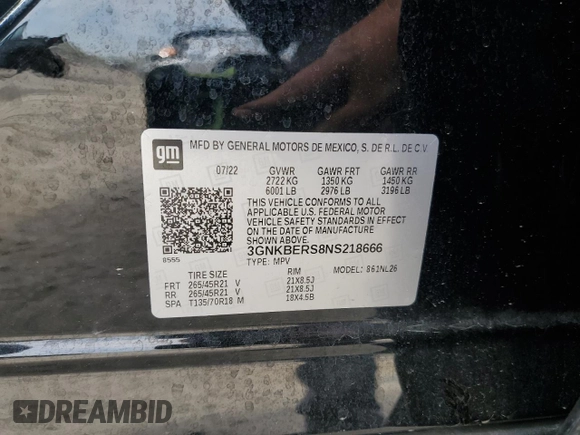 gm MFD BY GENERAL MOTORS DE MEXICO, S. DE R.L. DE C.V.
07/22 GVWR GAWR FRT GAWR RR
2722 KG 1350 KG 1450 KG
6001 LB 2976 LB 3196 LB
THIS VEHICLE CONFORMS TO ALL
APPLICABLE U.S. FEDERAL MOTOR
VEHICLE SAFETY STANDARDS IN EFFECT
ON THE DATE OF MANUFACTURE SHOWN ABOVE.
3GNKBERS8NS218666
8555 TYPE: MPV MODEL: 861NL26
TIRE SIZE RIM
FRT 265/45R21 V 21X8.5J
RR 265/45R21 V 21X8.5J
SPA T135/70R18 M 18X4.5B
DREAMBID